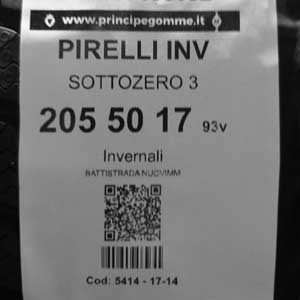 www.principegomme.it
PIRELLI INV
SOTTOZERO 3
205 50 17 93v
Invernali
BATTISTRADA NUOVIMM
Cod: 5414 - 17-14